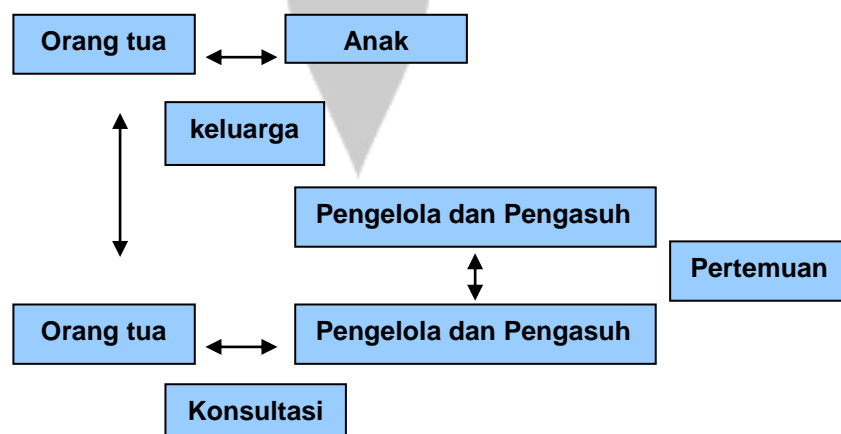 Orang tua
Anak
keluarga
Pengelola dan Pengasuh
Pertemuan
Orang tua
Pengelola dan Pengasuh
Konsultasi